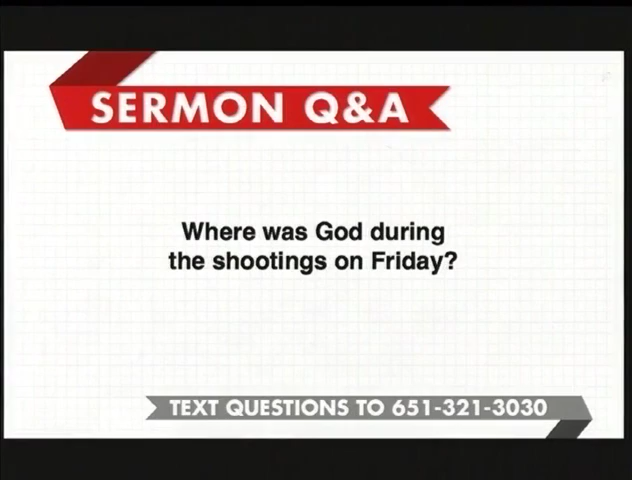 SERMON Q&A
Where was God during
the shootings on Friday?
TEXT QUESTIONS TO 651-321-3030